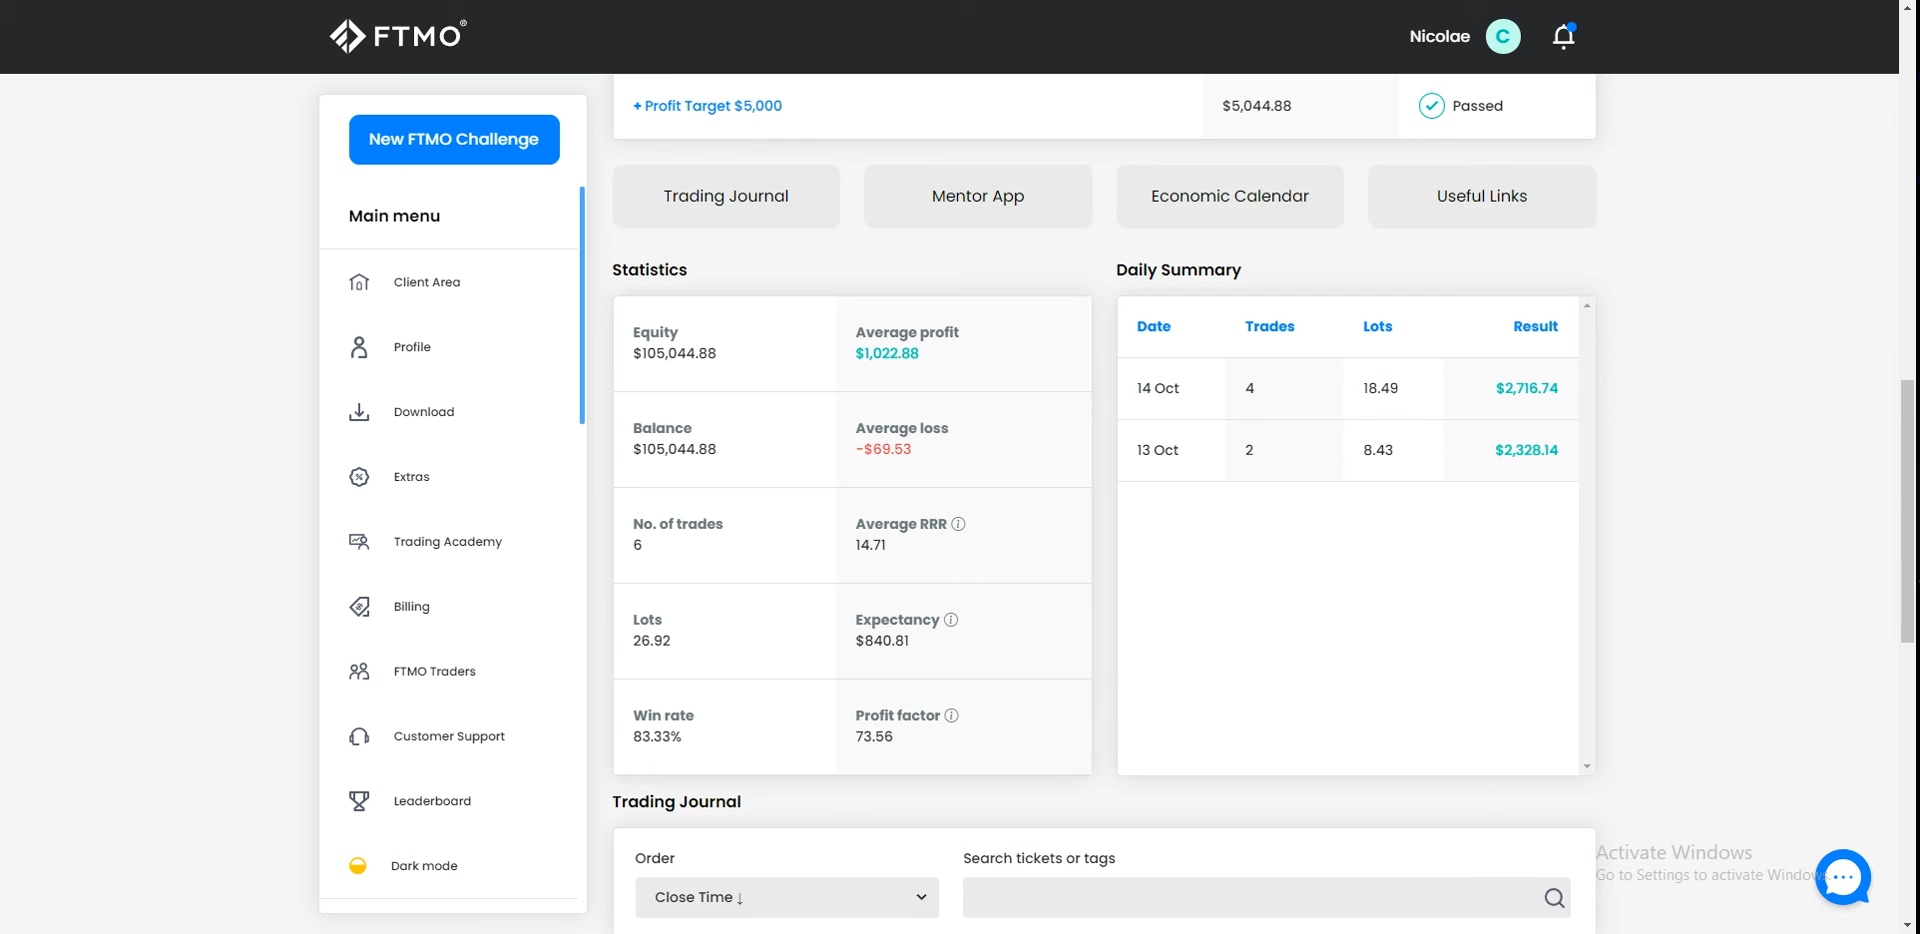 FTMO®
Nicolae
C
+ Profit Target $5,000
$5,044.88
Passed
New FTMO Challenge
Main menu
Client Area
Profile
Download
Extras
Trading Academy
Billing
FTMO Traders
Customer Support
Leaderboard
Dark mode
Trading Journal
Mentor App
Economic Calendar
Useful Links
Statistics
Equity
$105,044.88
Average profit
$1,022.88
Balance
$105,044.88
Average loss
-$69.53
No. of trades
6
Average RRR
14.71
Lots
26.92
Expectancy
$840.81
Win rate
83.33%
Profit factor
73.56
Daily Summary
Date Trades Lots Result
14 Oct 4 18.49 $2,716.74
13 Oct 2 8.43 $2,328.14
Trading Journal
Order
Close Time ↓
Search tickets or tags
Activate Windows
Go to Settings to activate Windows.